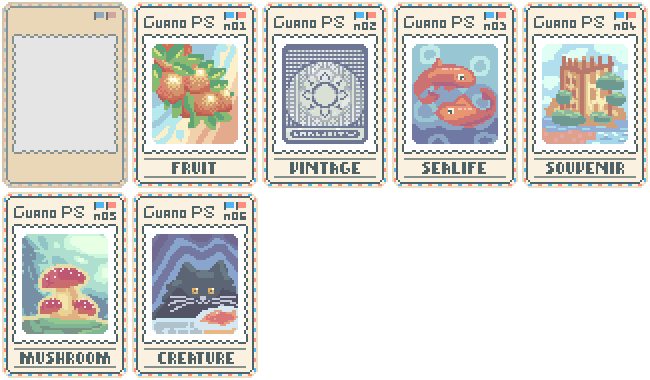 Guano PS
n01
FRUIT
Guano PS
n02
VINTAGE
Guano PS
n03
SEALIFE
Guano PS
n04
SOUVENIR
Guano PS
n05
MUSHROOM
Guano PS
n06
CREATURE